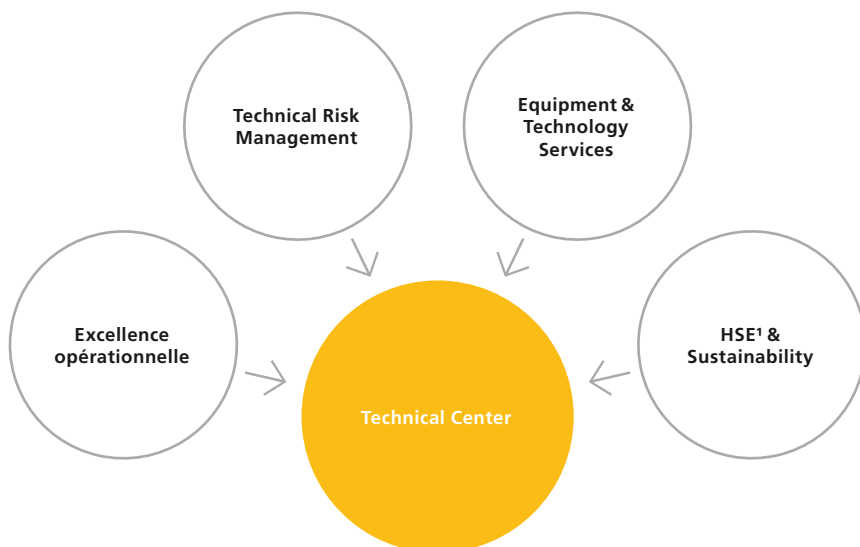 Technical Risk
Management
Equipment &
Technology
Services
Excellence
opérationnelle
HSE¹ &
Sustainability
Technical Center